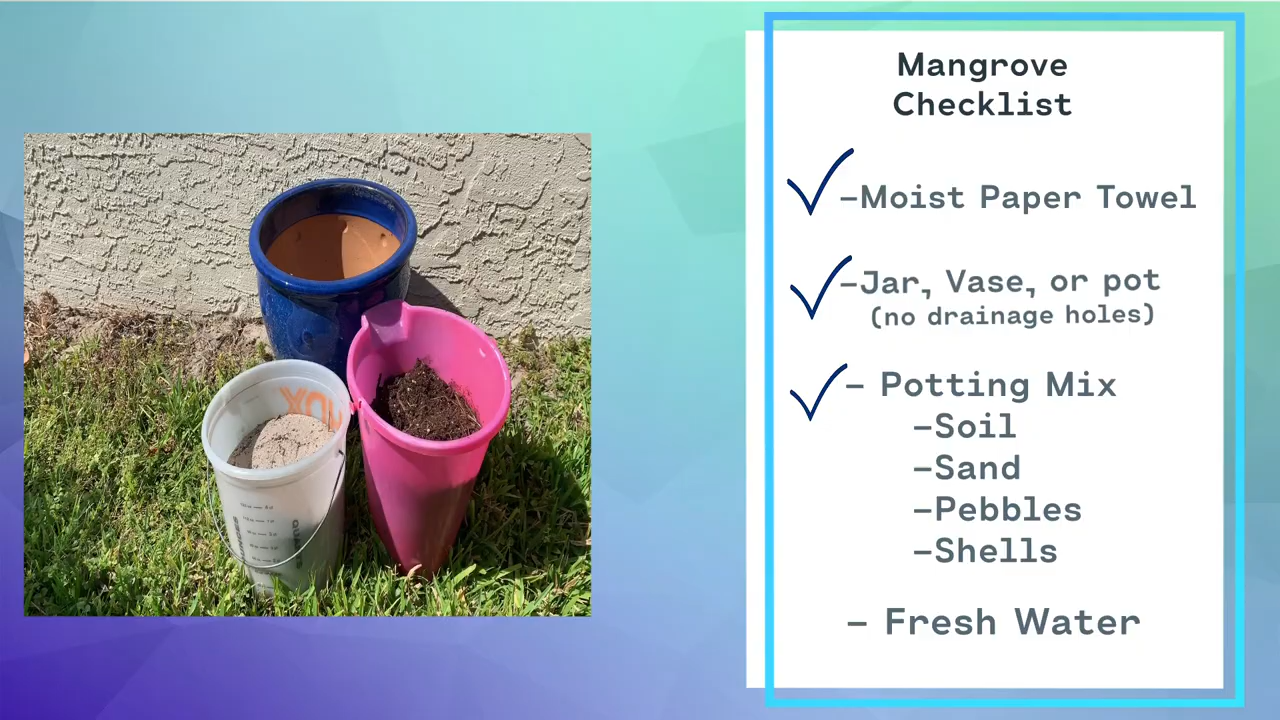 Mangrove
Checklist
-Moist Paper Towel
-Jar, Vase, or pot
(no drainage holes)
- Potting Mix
-Soil
-Sand
-Pebbles
-Shells
- Fresh Water